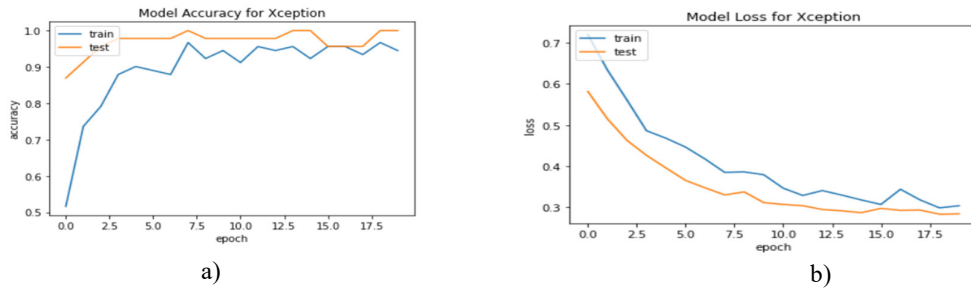 Model Accuracy for Xception
train
test
accuracy
1.0
0.9
0.8
0.7
0.6
0.5
0.0 2.5 5.0 7.5 10.0 12.5 15.0 17.5
epoch
a)
Model Loss for Xception
train
test
loss
0.7
0.6
0.5
0.4
0.3
0.0 2.5 5.0 7.5 10.0 12.5 15.0 17.5
epoch
b)